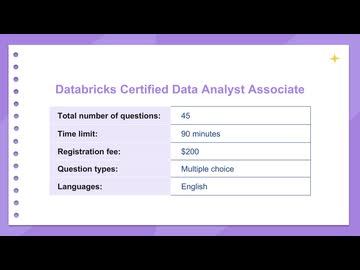 Databricks Certified Data Analyst Associate
Total number of questions: 45
Time limit: 90 minutes
Registration fee: $200
Question types: Multiple choice
Languages: English